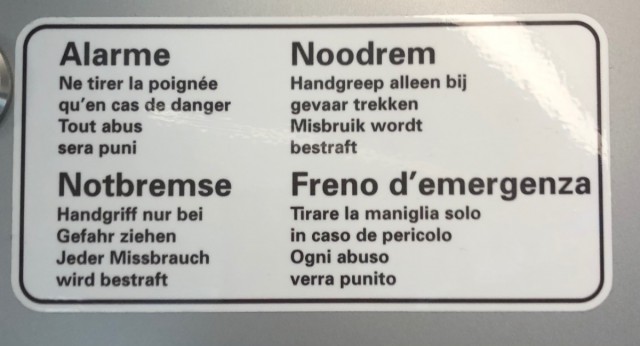 Alarme
Ne tirer la poignée
qu'en cas de danger
Tout abus
sera puni
Noodrem
Handgreep alleen bij
gevaar trekken
Misbruik wordt
bestraft
Notbremse
Handgriff nur bei
Gefahr ziehen
Jeder Missbrauch
wird bestraft
Freno d'emergenza
Tirare la maniglia solo
in caso de pericolo
Ogni abuso
verra punito